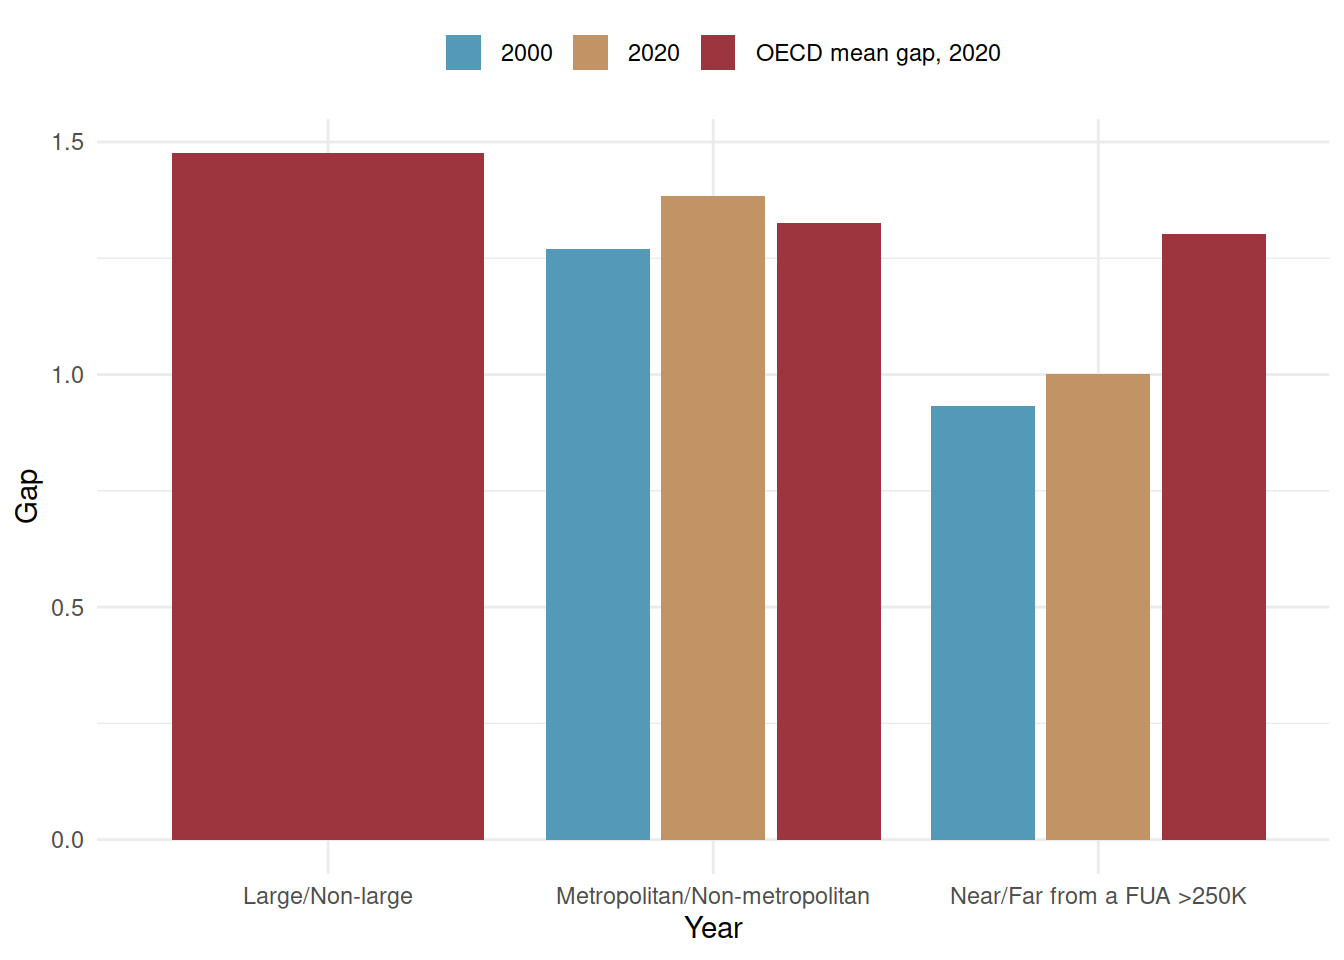 2000 2020 OECD mean gap, 2020
1.5
1.0
0.5
0.0
Gap
Large/Non-large Metropolitan/Non-metropolitan Near/Far from a FUA >250K
Year